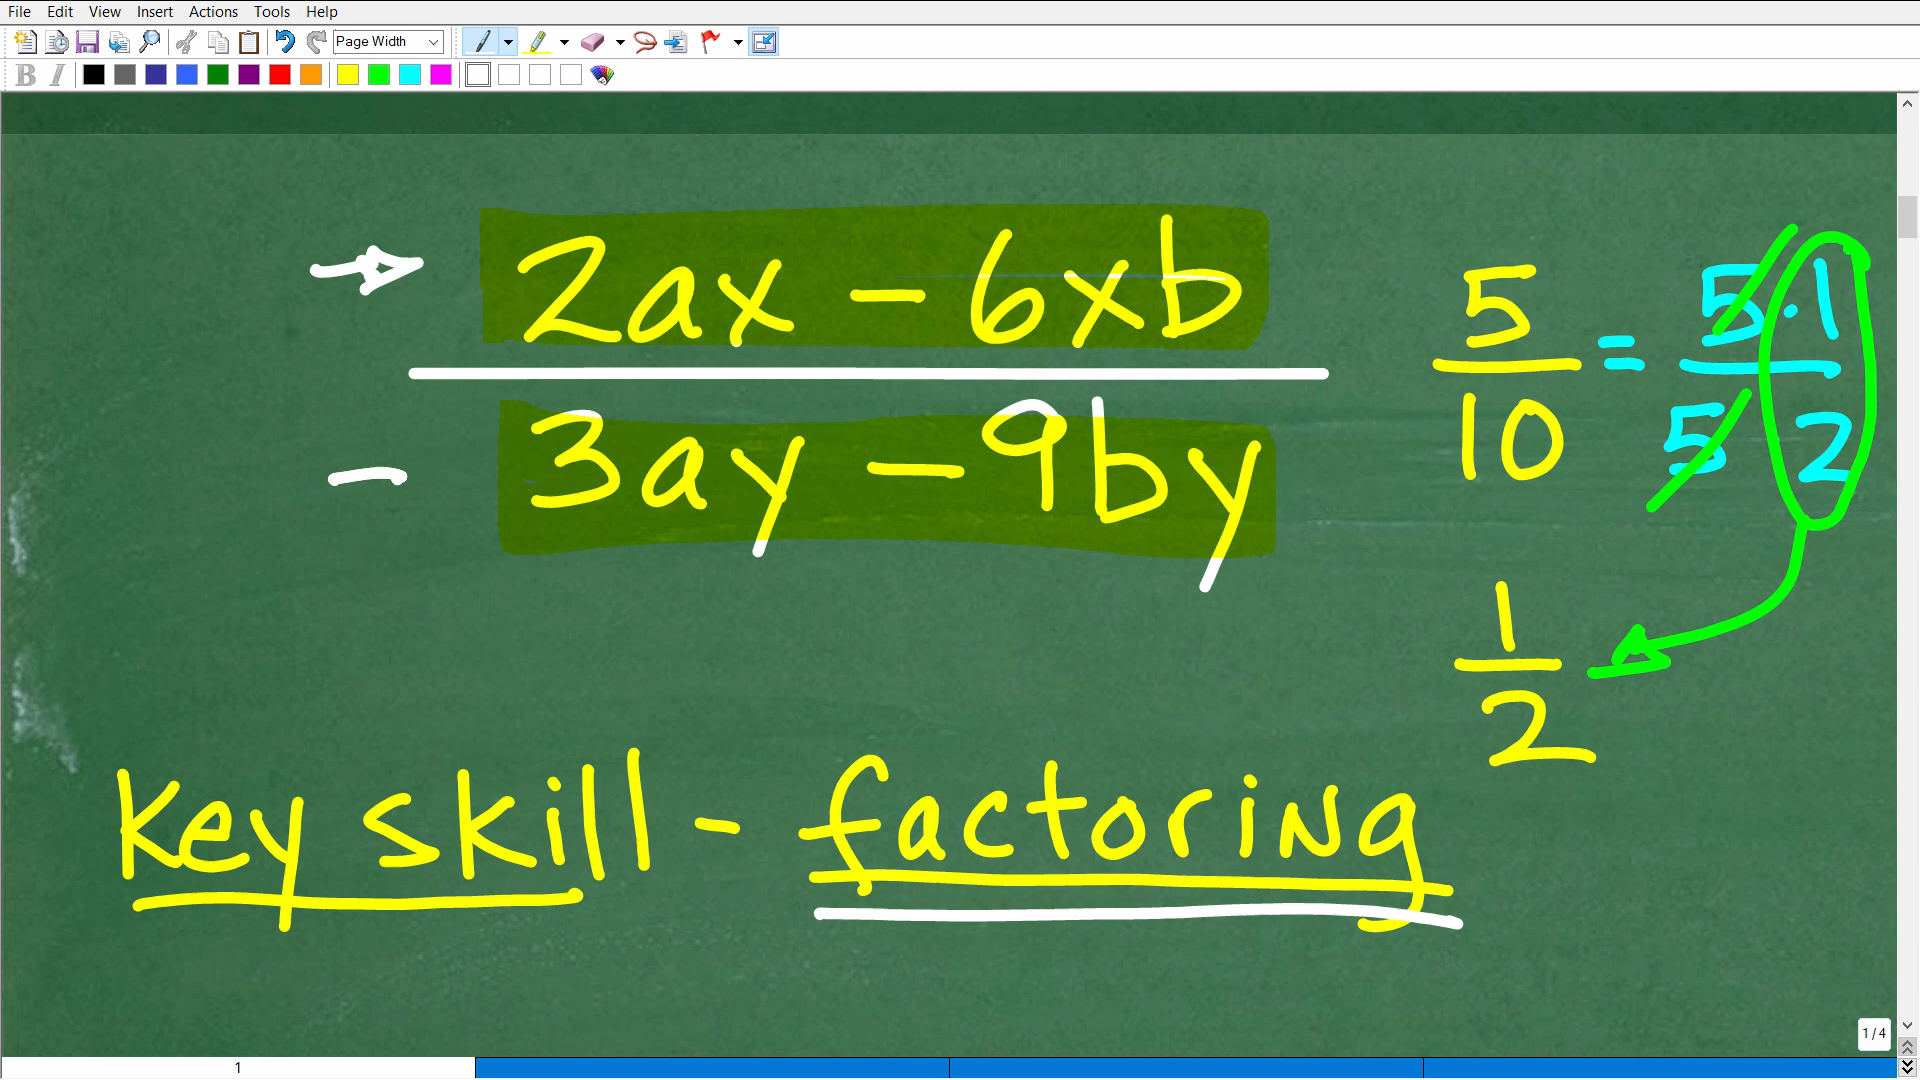 File Edit View Insert Actions Tools Help
Page Width
B I
2ax - 6xb
3ay - 9by
5/10 = 5·1/5 2
1/2
Key skill - factoring
1/4
1